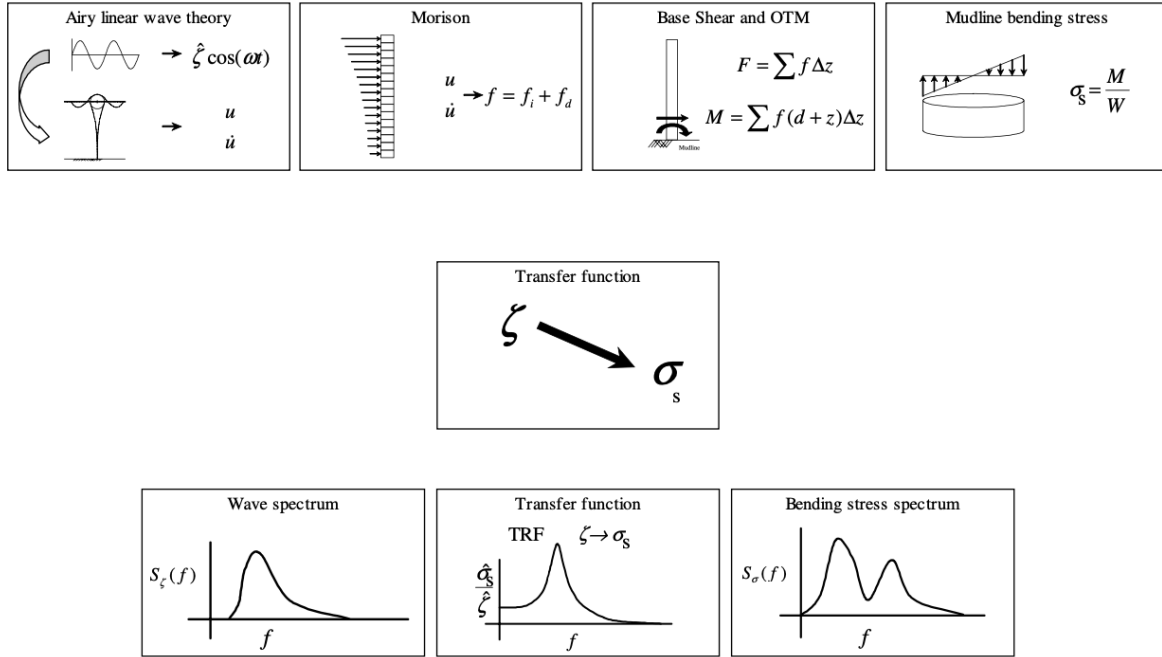 Airy linear wave theory
ζ̂ cos(ωt)
u
u̇
Morison
u
u̇
f = f_i + f_d
Base Shear and OTM
F = ∑ f Δz
M = ∑ f (d + z)Δz
Mudline
Mudline bending stress
σ_s = M/W
Transfer function
ζ
σ_s
Wave spectrum
S_ζ(f)
f
Transfer function
TRF ζ → σ_s
σ̂_s/ζ̂
f
Bending stress spectrum
S_σ(f)
f